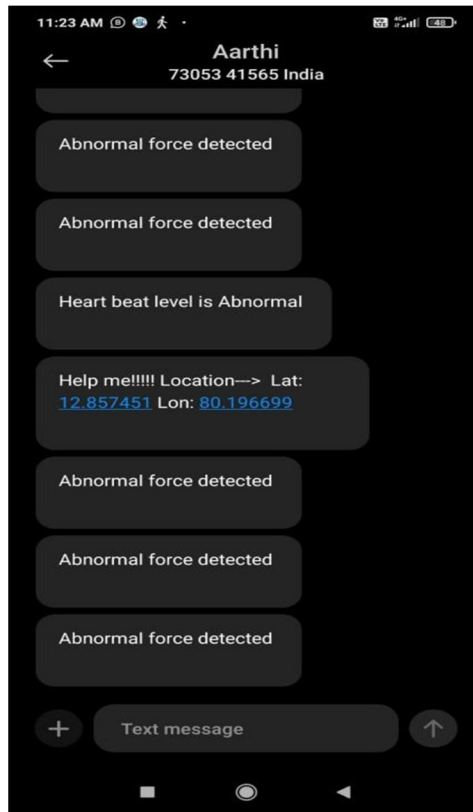 11:23 AM
4G+
48
Aarthi
73053 41565 India
Abnormal force detected
Abnormal force detected
Heart beat level is Abnormal
Help me!!!!! Location---> Lat:
12.857451 Lon: 80.196699
Abnormal force detected
Abnormal force detected
Abnormal force detected
Text message